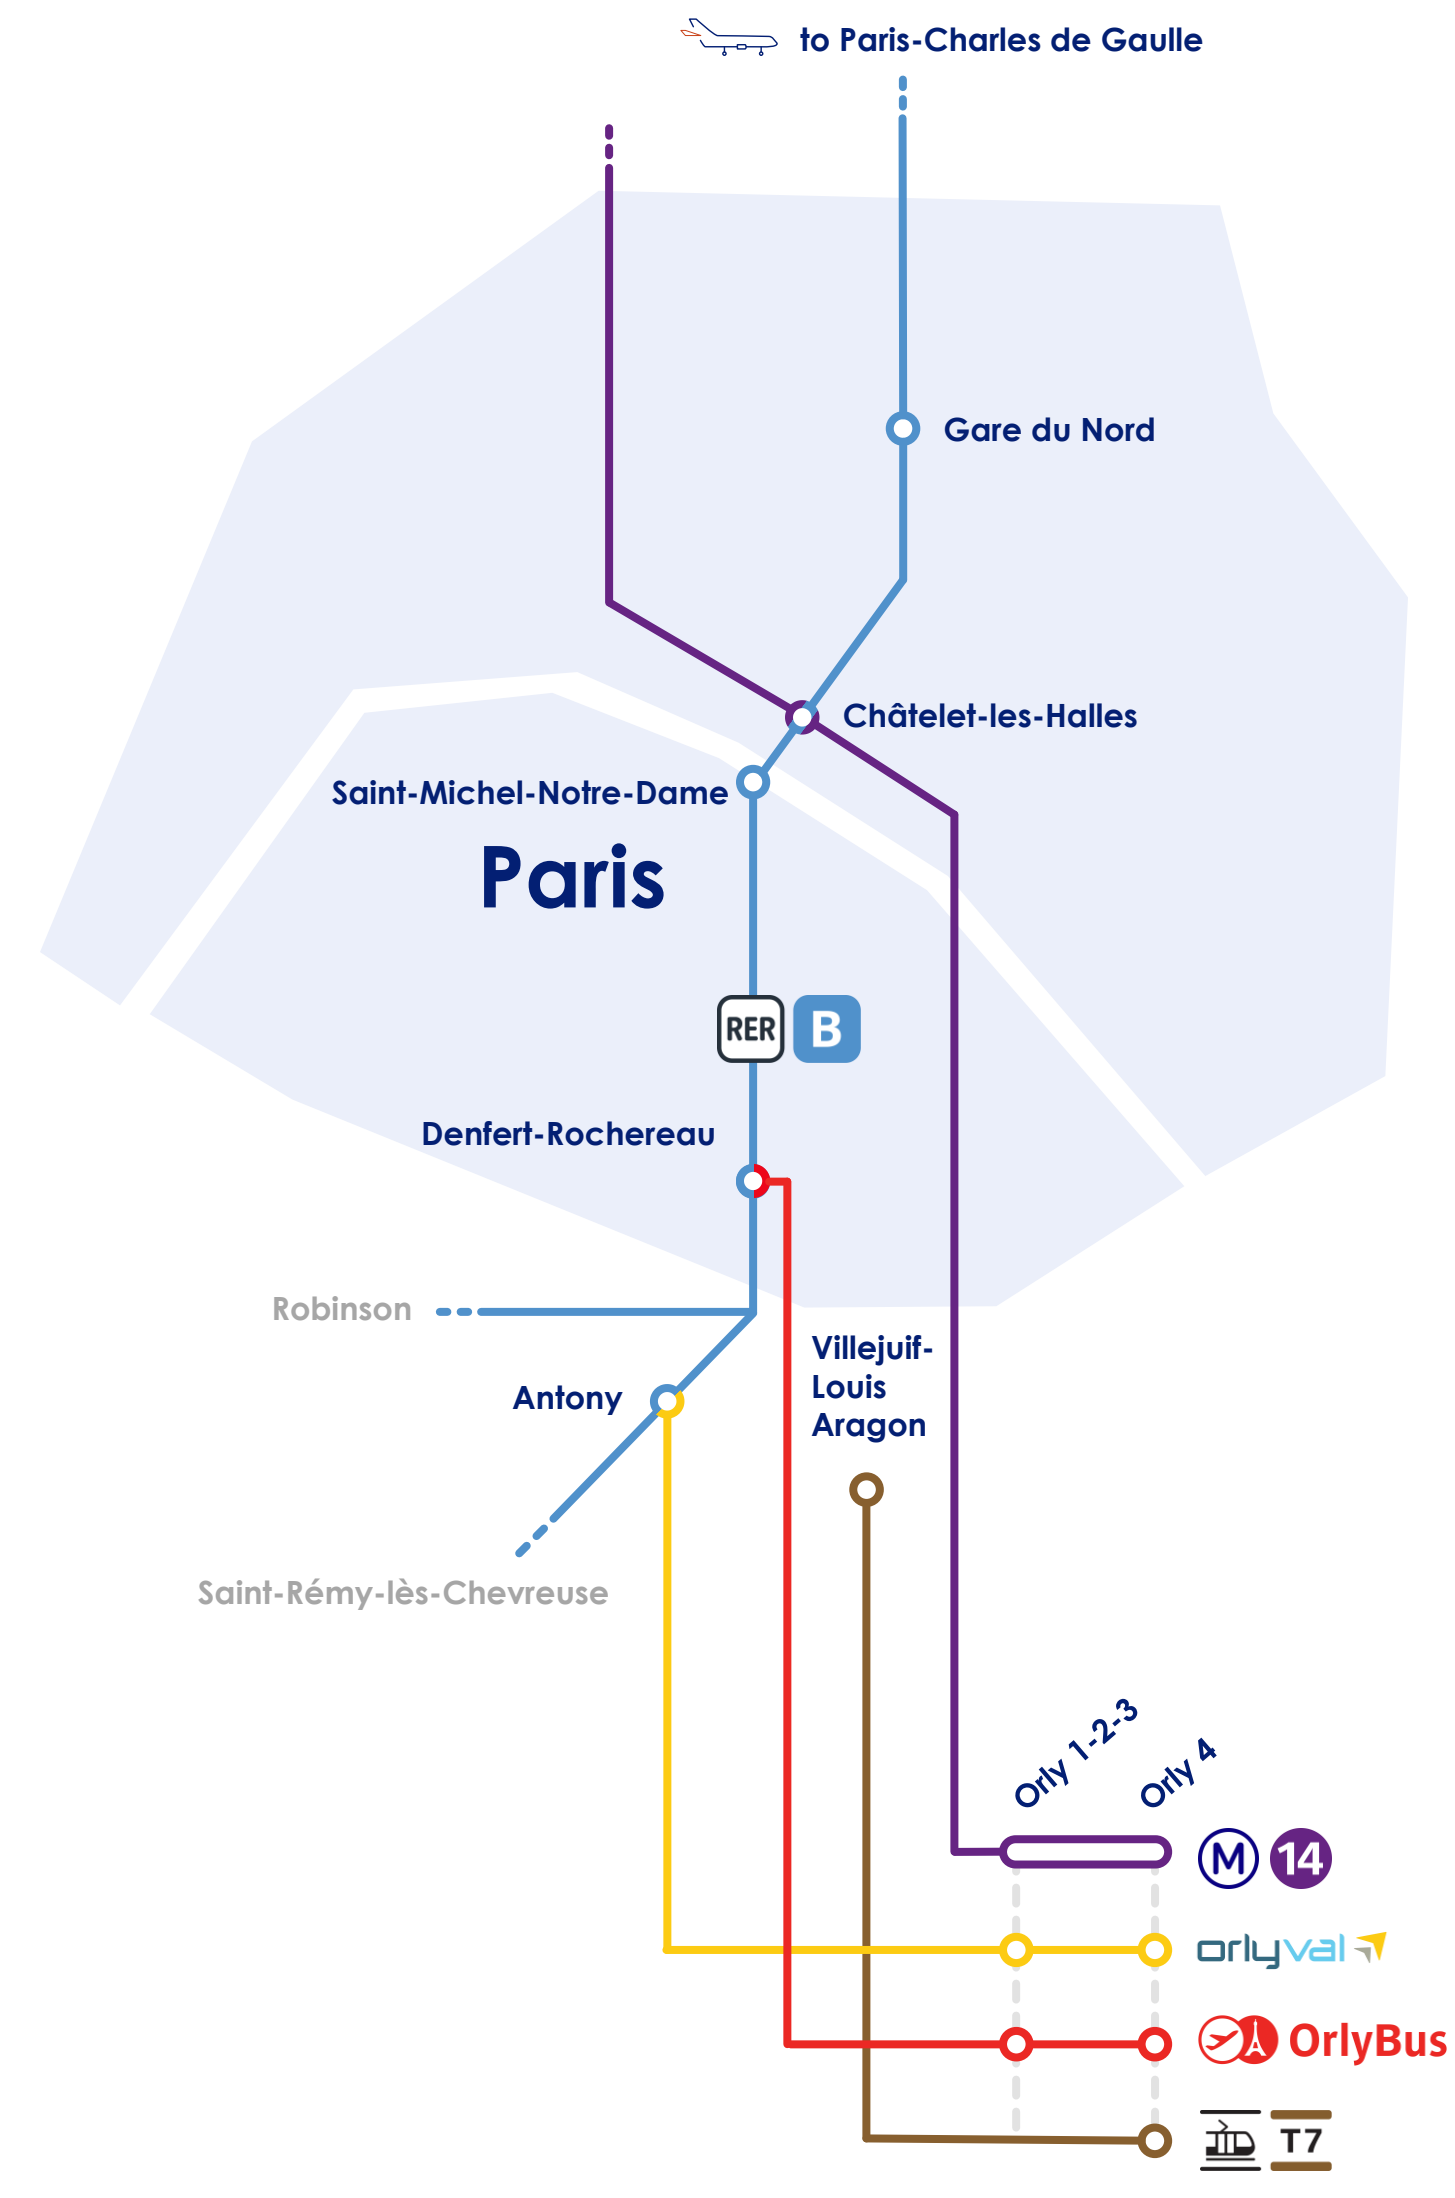 to Paris-Charles de Gaulle
Gare du Nord
Châtelet-les-Halles
Saint-Michel-Notre-Dame
Paris
RER B
Denfert-Rochereau
Robinson
Villejuif-
Louis
Aragon
Antony
Saint-Rémy-lès-Chevreuse
Orly 1-2-3
Orly 4
M 14
orlyval
OrlyBus
T7